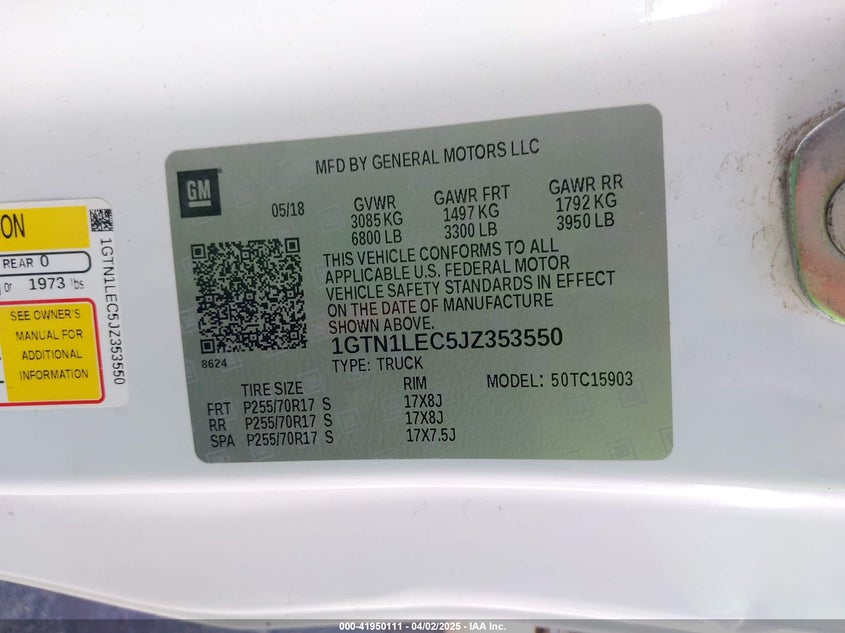 ON
REAR 0
or 1973 lbs
SEE OWNER'S
MANUAL FOR
ADDITIONAL
INFORMATION
1GTN1LEC5JZ353550
GM
MFD BY GENERAL MOTORS LLC
05/18
GVWR GAWR FRT GAWR RR
3085 KG 1497 KG 1792 KG
6800 LB 3300 LB 3950 LB
THIS VEHICLE CONFORMS TO ALL
APPLICABLE U.S. FEDERAL MOTOR
VEHICLE SAFETY STANDARDS IN EFFECT
ON THE DATE OF MANUFACTURE
SHOWN ABOVE.
8624
1GTN1LEC5JZ353550
TYPE: TRUCK
MODEL: 50TC15903
TIRE SIZE RIM
FRT P255/70R17 S 17X8J
RR P255/70R17 S 17X8J
SPA P255/70R17 S 17X7.5J
000-41950111 - 04/02/2025 - IAA Inc.